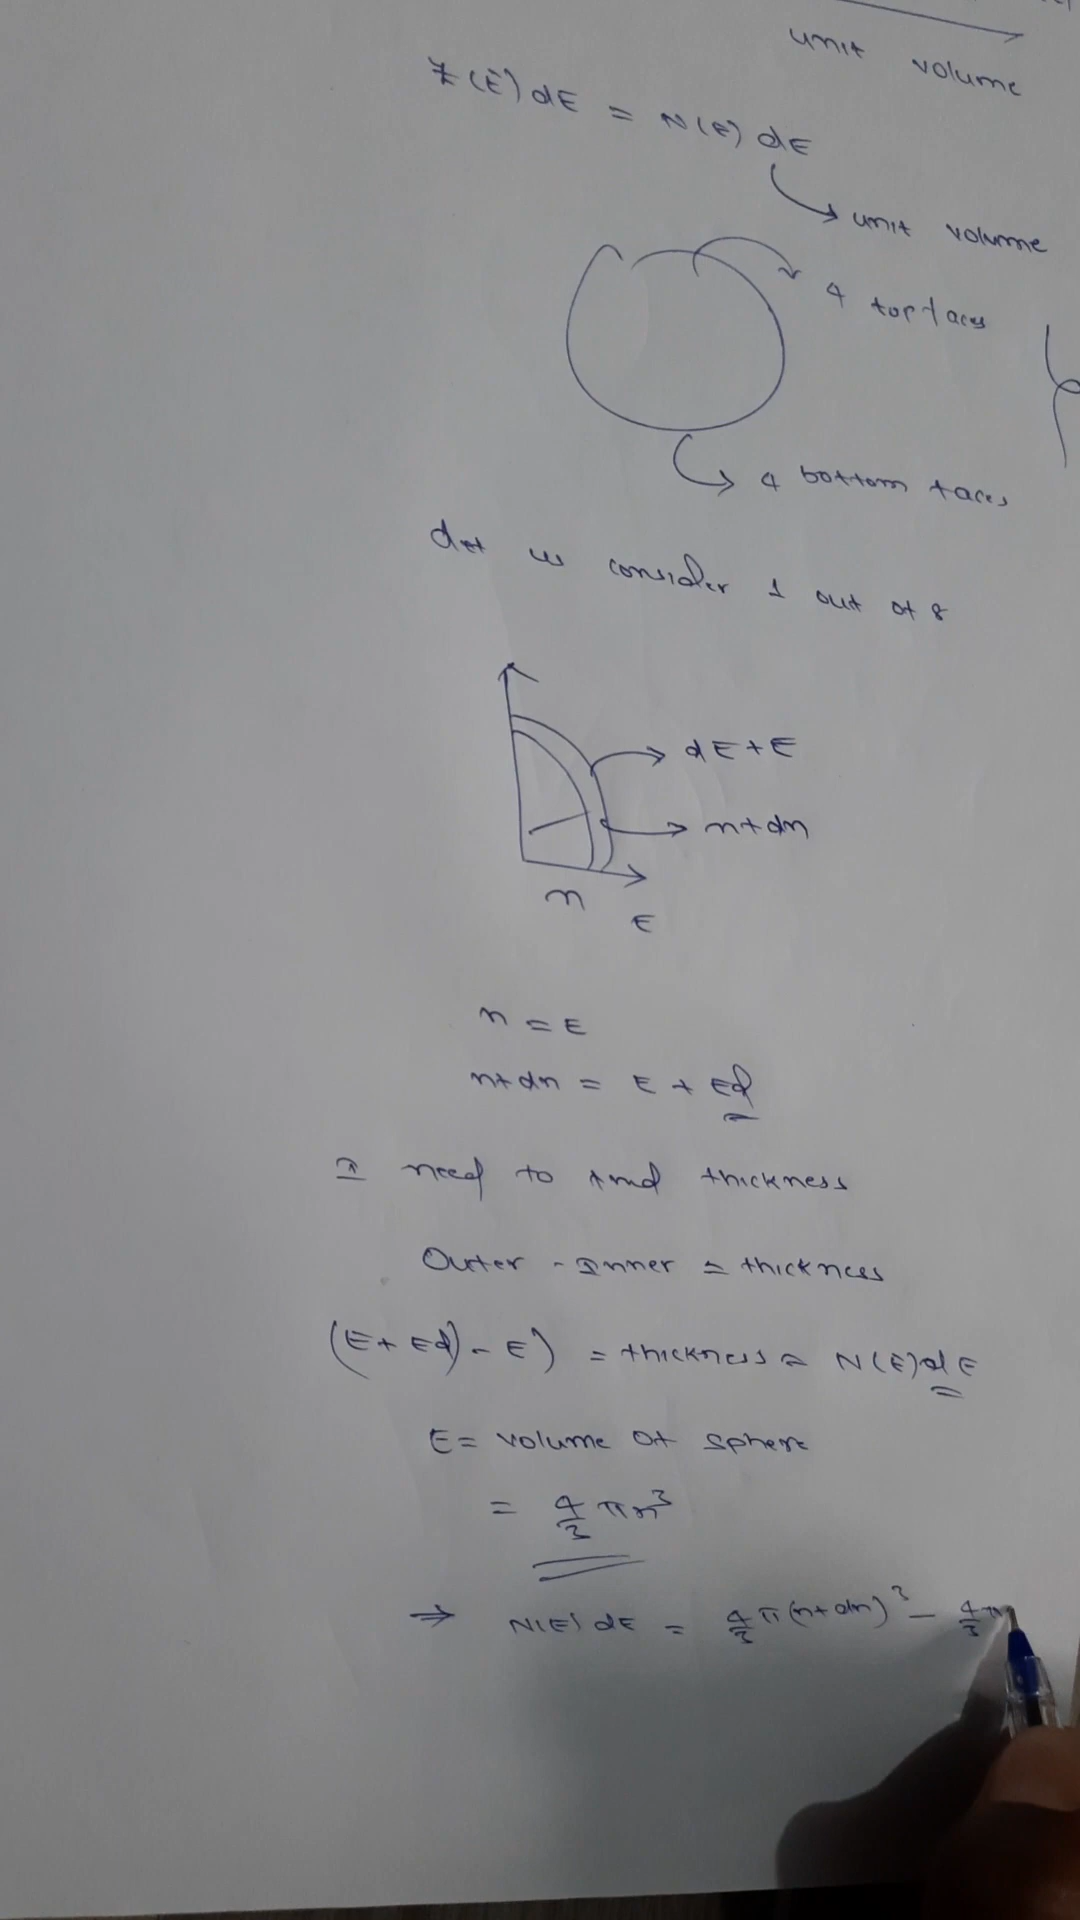 unit volume
Z(E) dE = N(E) dE
unit volume
4 top faces
4 bottom faces
Let us consider 1 out of 8
dE + E
n + dn
n
E
n = E
n + dn = E + Ed
I need to find thickness
Outer - Inner = thickness
(E + Ed) - E) = thickness = N(E) dE
E = volume of sphere
= 4/3 πn³
⇒ N(E) dE = 4/3 π(n + dn)³ - 4/3 π